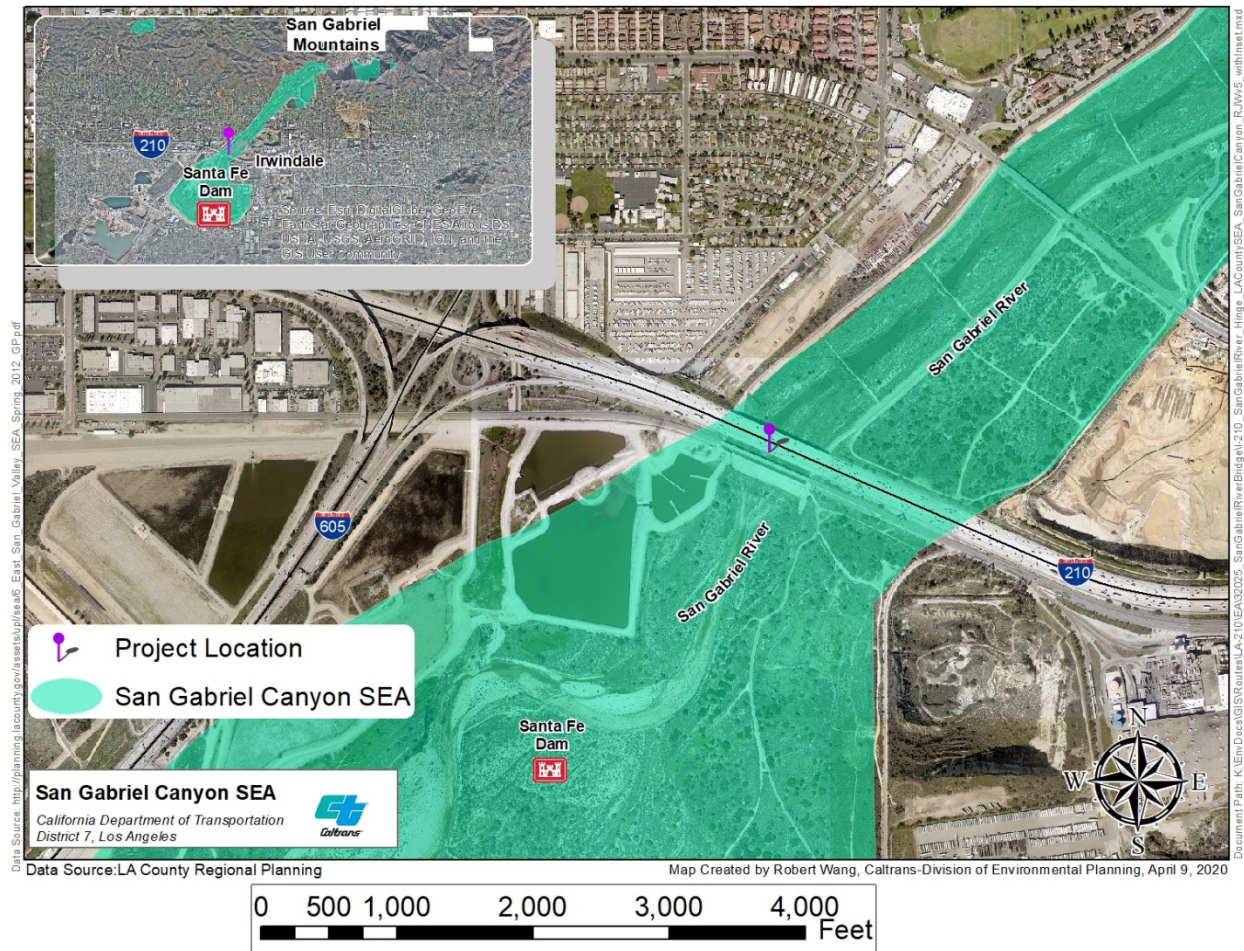 San Gabriel
Mountains
210
Irwindale
Santa Fe
Dam
Source: Esri, DigitalGlobe, GeoEye,
Earthstar Geographics, CNES/Airbus DS,
USDA, USGS, AeroGRID, IGN, and the
GIS User Community
San Gabriel River
605
210
San Gabriel River
Santa Fe
Dam
Project Location
San Gabriel Canyon SEA
San Gabriel Canyon SEA
California Department of Transportation
District 7, Los Angeles
Caltrans
N
W
E
S
Data Source: http://planning.lacounty.gov/assets/upl/sea/6_East_San_Gabriel_Valley_SEA_Spring_2012_GP.pdf
Document Path: K:\EnvDocs\GIS\Routes\LA-210\EA\32025_SanGabrielRiverBridge\I-210_SanGabrielRiver_Hinge_LACountySEA_SanGabrielCanyon_RJWv5_withInset.mxd
Data Source:LA County Regional Planning
Map Created by Robert Wang, Caltrans-Division of Environmental Planning, April 9, 2020
0 500 1,000 2,000 3,000 4,000
Feet